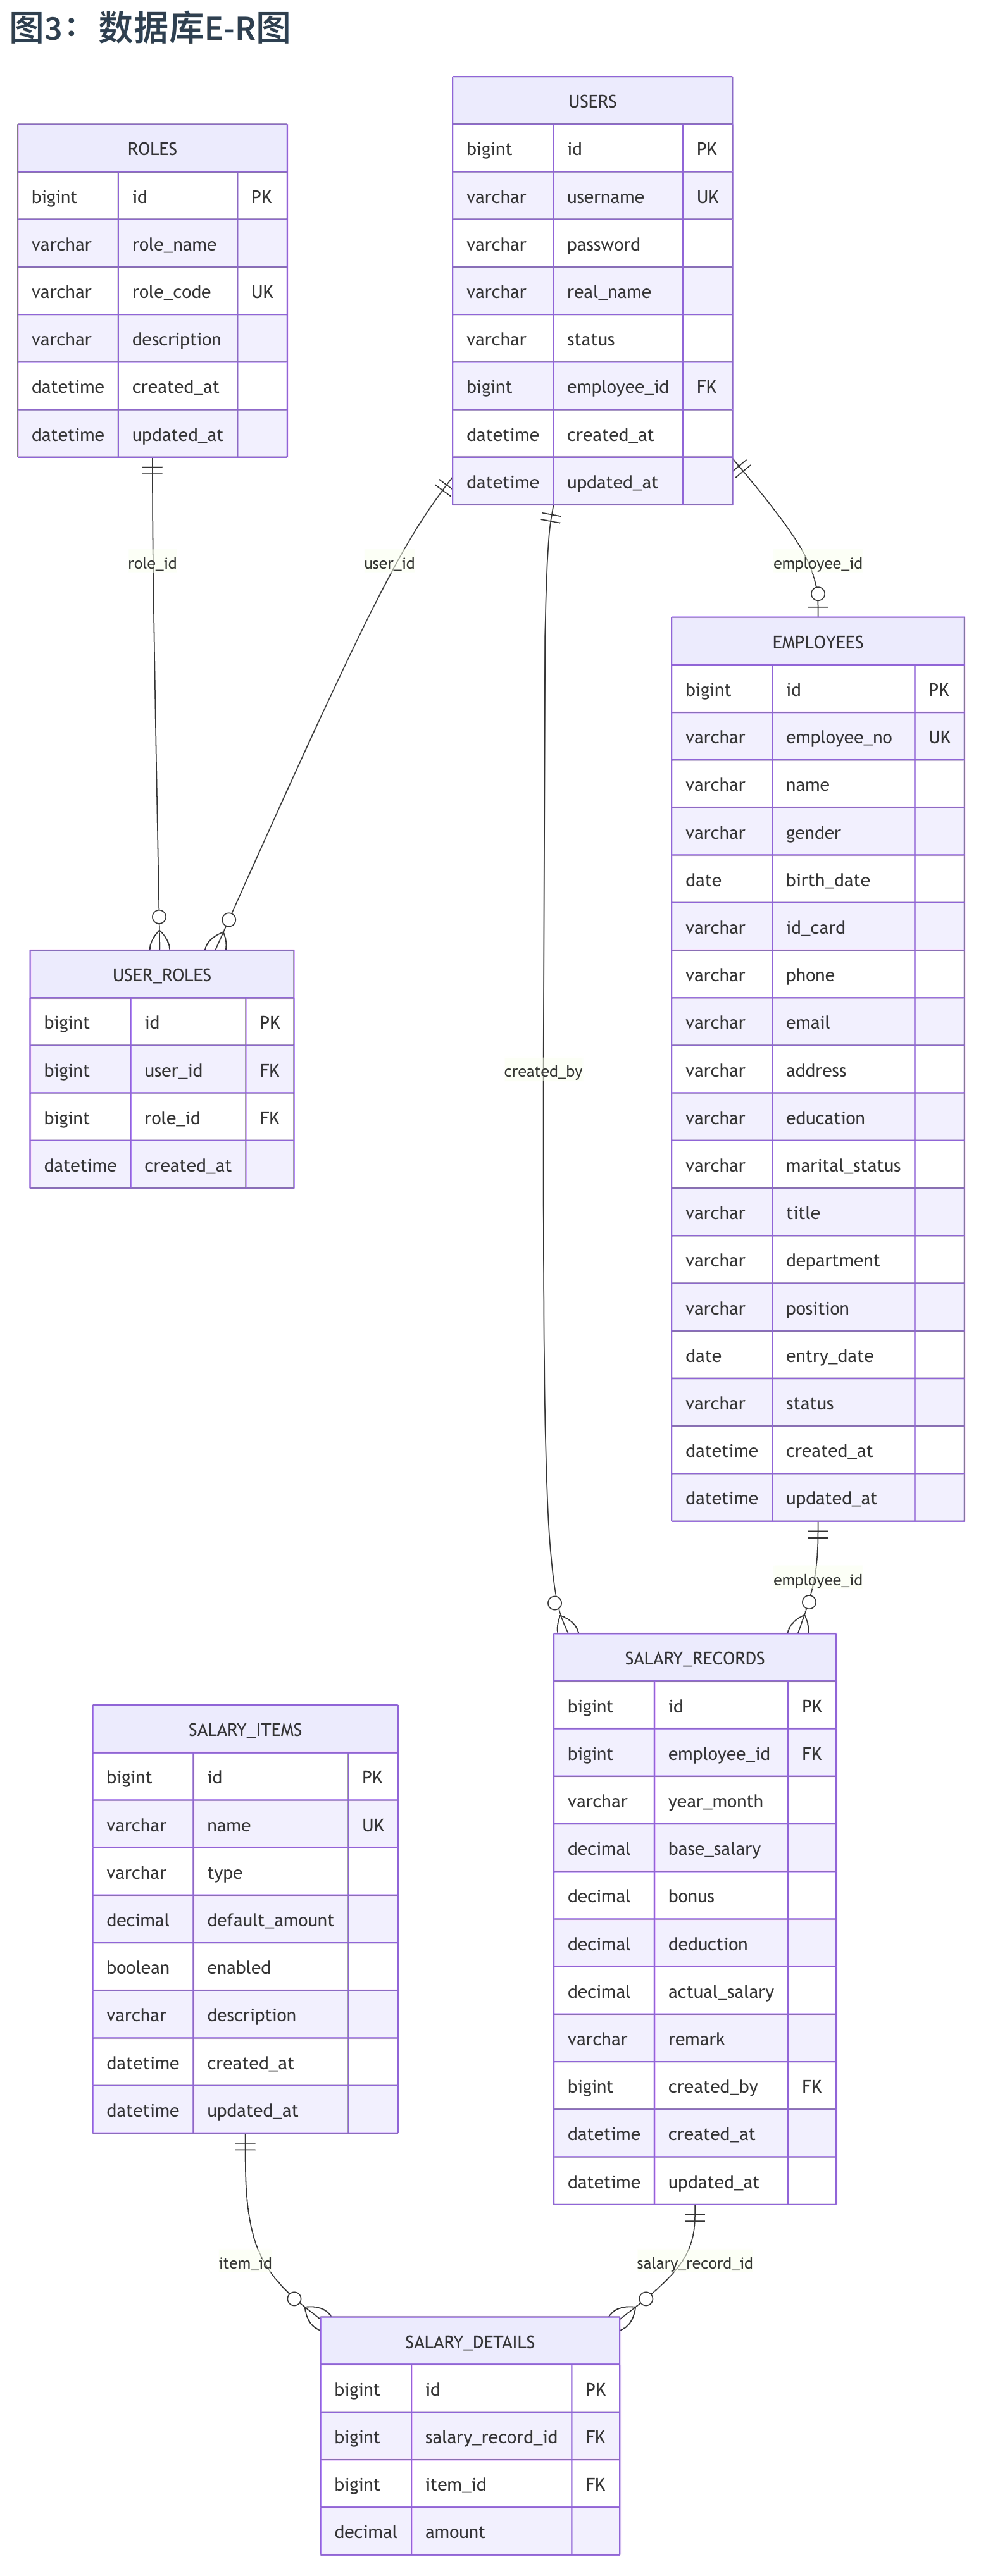 图3：数据库E-R图
USERS
bigint id PK
varchar username UK
varchar password
varchar real_name
varchar status
bigint employee_id FK
datetime created_at
datetime updated_at
ROLES
bigint id PK
varchar role_name
varchar role_code UK
varchar description
datetime created_at
datetime updated_at
role_id
user_id
employee_id
EMPLOYEES
bigint id PK
varchar employee_no UK
varchar name
varchar gender
date birth_date
varchar id_card
varchar phone
varchar email
varchar address
varchar education
varchar marital_status
varchar title
varchar department
varchar position
date entry_date
varchar status
datetime created_at
datetime updated_at
USER_ROLES
bigint id PK
bigint user_id FK
bigint role_id FK
datetime created_at
created_by
employee_id
SALARY_RECORDS
bigint id PK
bigint employee_id FK
varchar year_month
decimal base_salary
decimal bonus
decimal deduction
decimal actual_salary
varchar remark
bigint created_by FK
datetime created_at
datetime updated_at
SALARY_ITEMS
bigint id PK
varchar name UK
varchar type
decimal default_amount
boolean enabled
varchar description
datetime created_at
datetime updated_at
item_id
salary_record_id
SALARY_DETAILS
bigint id PK
bigint salary_record_id FK
bigint item_id FK
decimal amount